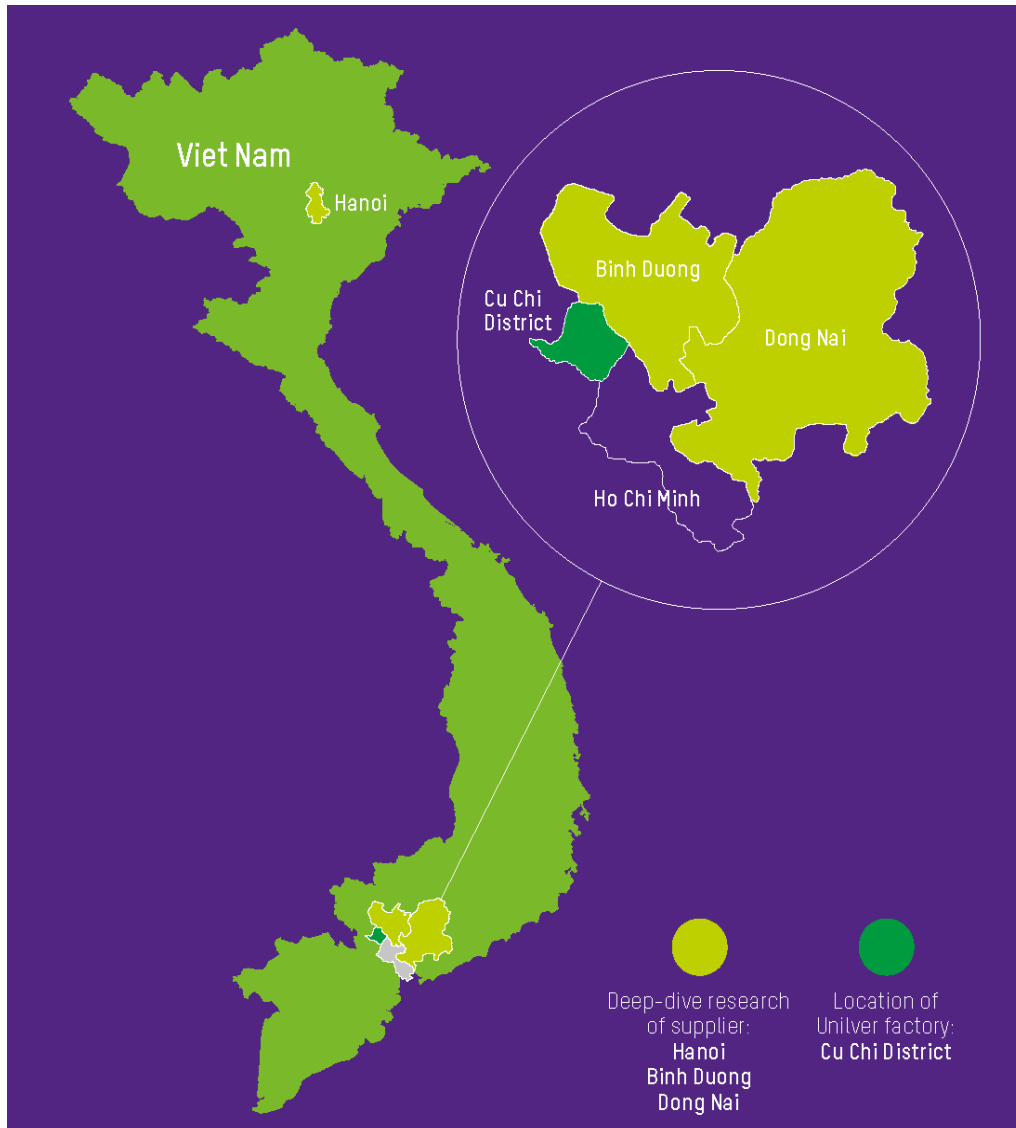 Viet Nam
Hanoi
Binh Duong
Cu Chi
District
Dong Nai
Ho Chi Minh
Deep-dive research
of supplier:
Hanoi
Binh Duong
Dong Nai
Location of
Unilver factory:
Cu Chi District